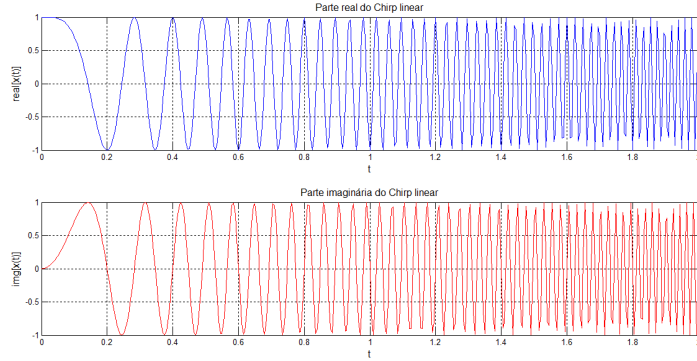 Parte real do Chirp linear
real[x(t)]
1
0.5
0
-0.5
-1
0 0.2 0.4 0.6 0.8 1 1.2 1.4 1.6 1.8
t
Parte imaginária do Chirp linear
img[x(t)]
1
0.5
0
-0.5
-1
0 0.2 0.4 0.6 0.8 1 1.2 1.4 1.6 1.8
t